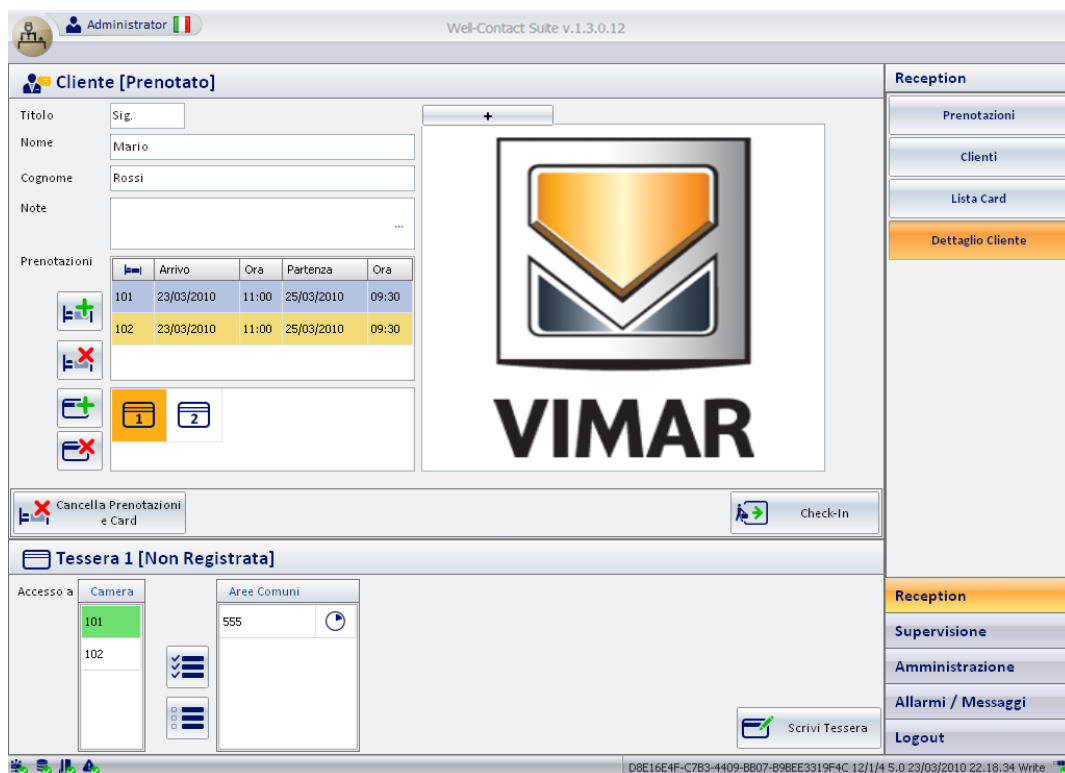 Administrator
Well-Contact Suite v.1.3.0.12
Cliente [Prenotato]
Titolo Sig.
Nome Mario
Cognome Rossi
Note
...
+
VIMAR
Prenotazioni
Arrivo Ora Partenza Ora
101 23/03/2010 11:00 25/03/2010 09:30
102 23/03/2010 11:00 25/03/2010 09:30
1 2
Cancella Prenotazioni
e Card
Check-In
Tessera 1 [Non Registrata]
Accesso a Camera Aree Comuni
101 555
102
Scrivi Tessera
Reception
Prenotazioni
Clienti
Lista Card
Dettaglio Cliente
Reception
Supervisione
Amministrazione
Allarmi / Messaggi
Logout
D8E16E4F-C7B3-4409-BB07-B9BEE3319F4C 12/1/4 5.0 23/03/2010 22.18.34 Write